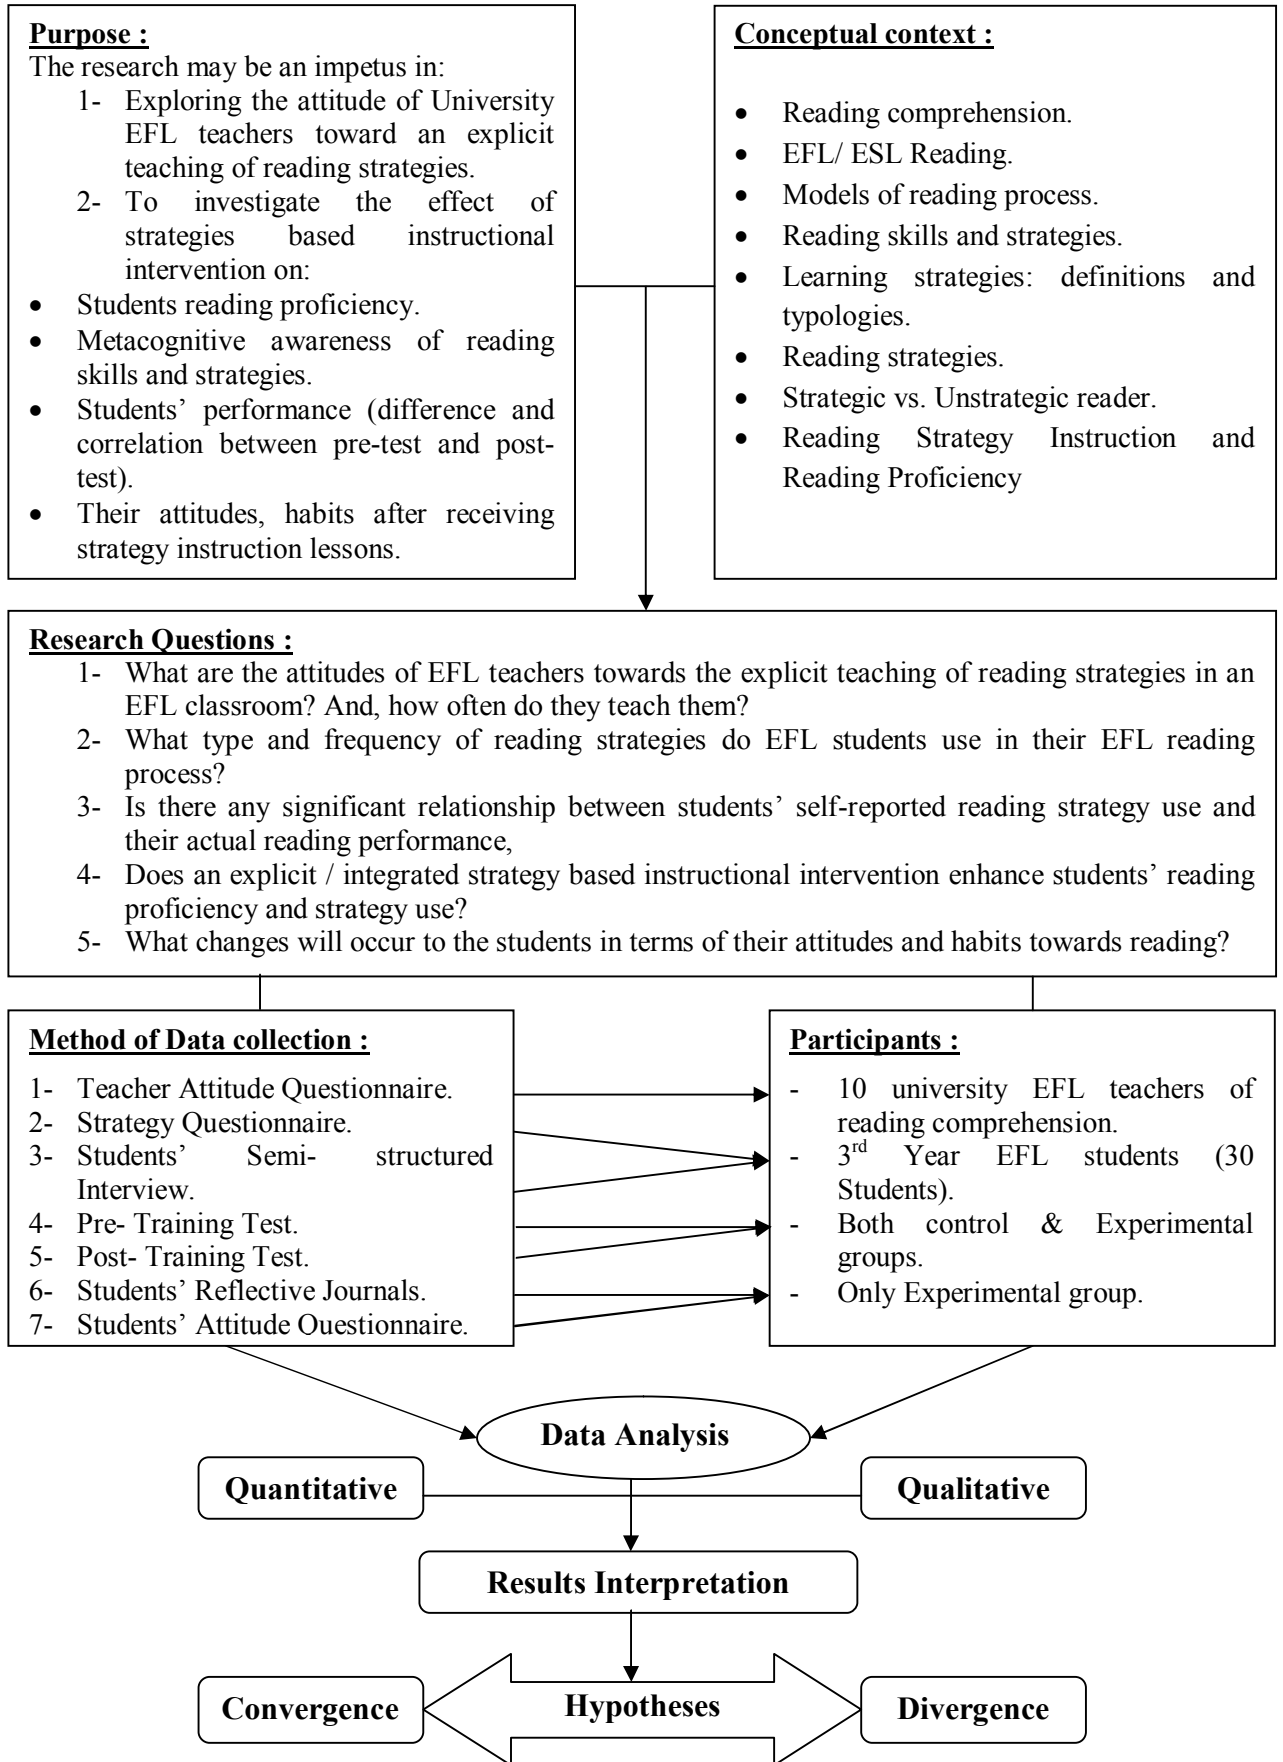 Purpose :
The research may be an impetus in:
1- Exploring the attitude of University
EFL teachers toward an explicit
teaching of reading strategies.
2- To investigate the effect of
strategies based instructional
intervention on:
• Students reading proficiency.
• Metacognitive awareness of reading
skills and strategies.
• Students’ performance (difference and
correlation between pre-test and post-
test).
• Their attitudes, habits after receiving
strategy instruction lessons.
Conceptual context :
• Reading comprehension.
• EFL/ ESL Reading.
• Models of reading process.
• Reading skills and strategies.
• Learning strategies: definitions and
typologies.
• Reading strategies.
• Strategic vs. Unstrategic reader.
• Reading Strategy Instruction and
Reading Proficiency
Research Questions :
1- What are the attitudes of EFL teachers towards the explicit teaching of reading strategies in an
EFL classroom? And, how often do they teach them?
2- What type and frequency of reading strategies do EFL students use in their EFL reading
process?
3- Is there any significant relationship between students’ self-reported reading strategy use and
their actual reading performance,
4- Does an explicit / integrated strategy based instructional intervention enhance students’ reading
proficiency and strategy use?
5- What changes will occur to the students in terms of their attitudes and habits towards reading?
Method of Data collection :
1- Teacher Attitude Questionnaire.
2- Strategy Questionnaire.
3- Students’ Semi- structured
Interview.
4- Pre- Training Test.
5- Post- Training Test.
6- Students’ Reflective Journals.
7- Students’ Attitude Questionnaire.
Participants :
- 10 university EFL teachers of
reading comprehension.
- 3rd Year EFL students (30
Students).
- Both control & Experimental
groups.
- Only Experimental group.
Data Analysis
Quantitative
Qualitative
Results Interpretation
Convergence
Hypotheses
Divergence